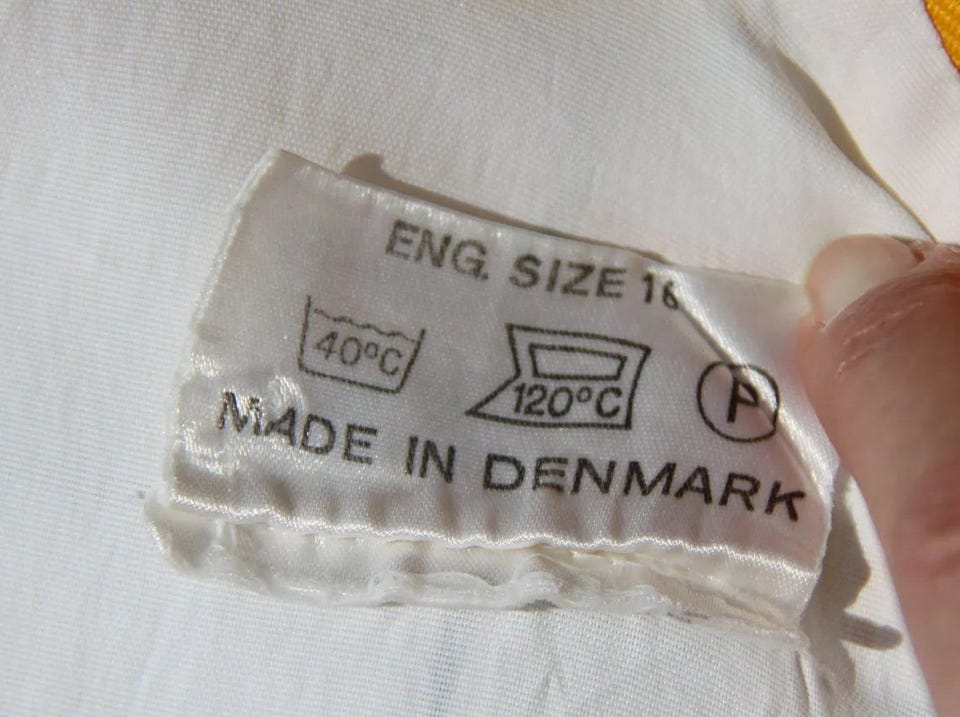 ENG. SIZE 16
40°C 120°C P
MADE IN DENMARK